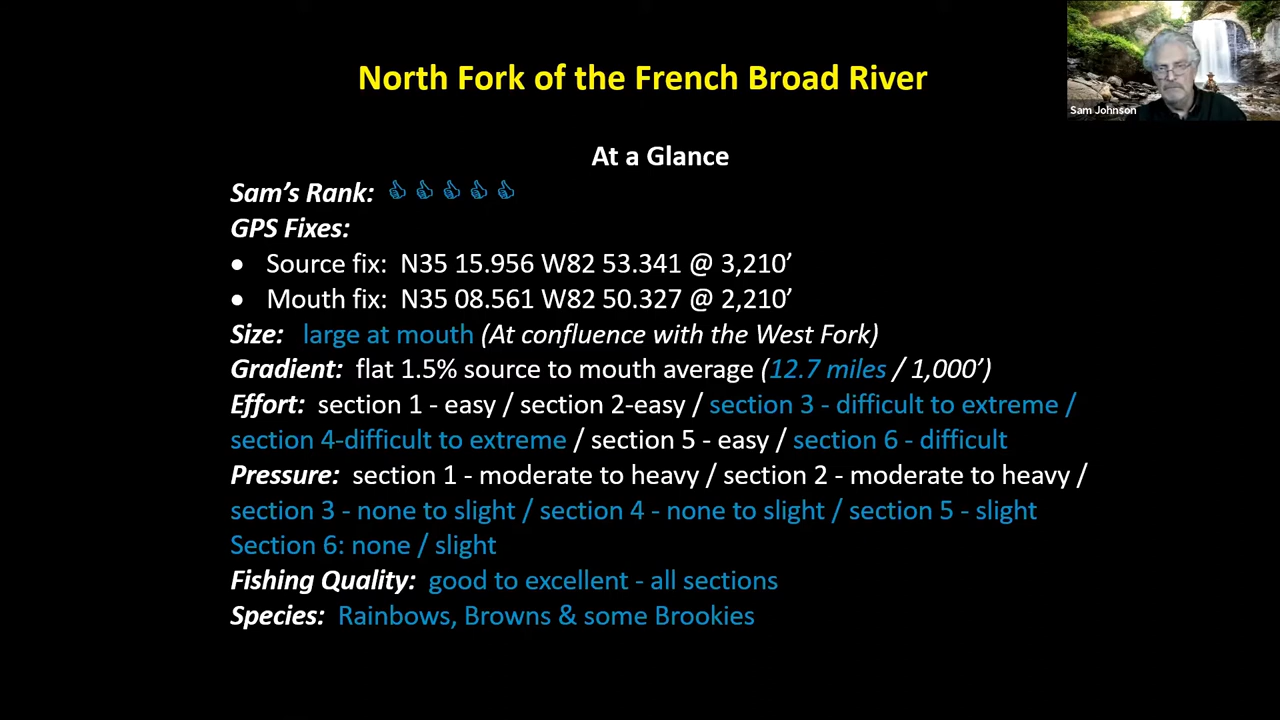 North Fork of the French Broad River
Sam Johnson
At a Glance
Sam’s Rank: 👍 👍 👍 👍 👍
GPS Fixes:
• Source fix: N35 15.956 W82 53.341 @ 3,210’
• Mouth fix: N35 08.561 W82 50.327 @ 2,210’
Size: large at mouth (At confluence with the West Fork)
Gradient: flat 1.5% source to mouth average (12.7 miles / 1,000’)
Effort: section 1 - easy / section 2-easy / section 3 - difficult to extreme /
section 4-difficult to extreme / section 5 - easy / section 6 - difficult
Pressure: section 1 - moderate to heavy / section 2 - moderate to heavy /
section 3 - none to slight / section 4 - none to slight / section 5 - slight
Section 6: none / slight
Fishing Quality: good to excellent - all sections
Species: Rainbows, Browns & some Brookies